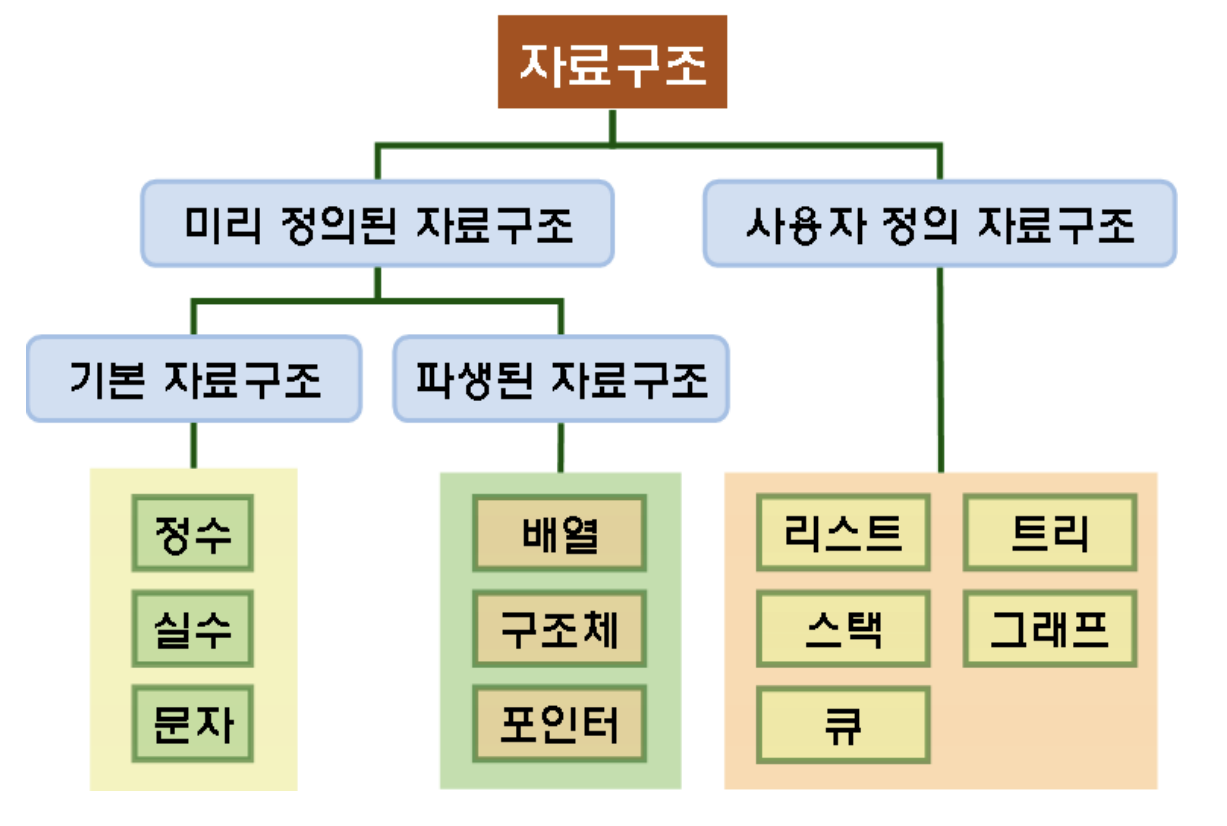 자료구조
미리 정의된 자료구조
사용자 정의 자료구조
기본 자료구조
파생된 자료구조
정수
실수
문자
배열
구조체
포인터
리스트
트리
스택
그래프
큐